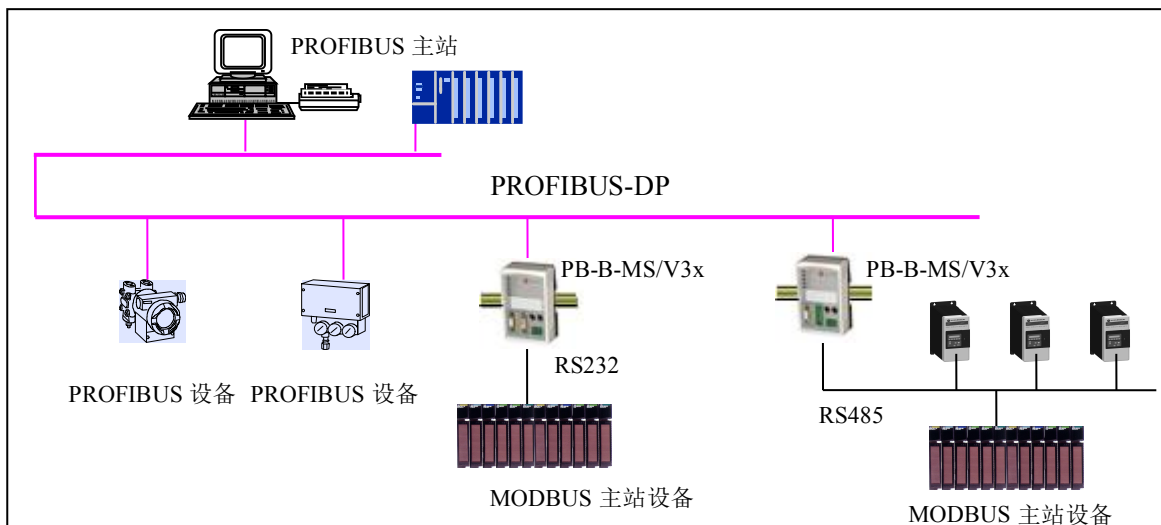 PROFIBUS 主站
PROFIBUS-DP
PB-B-MS/V3x
PB-B-MS/V3x
RS232
PROFIBUS 设备
PROFIBUS 设备
RS485
MODBUS 主站设备
MODBUS 主站设备